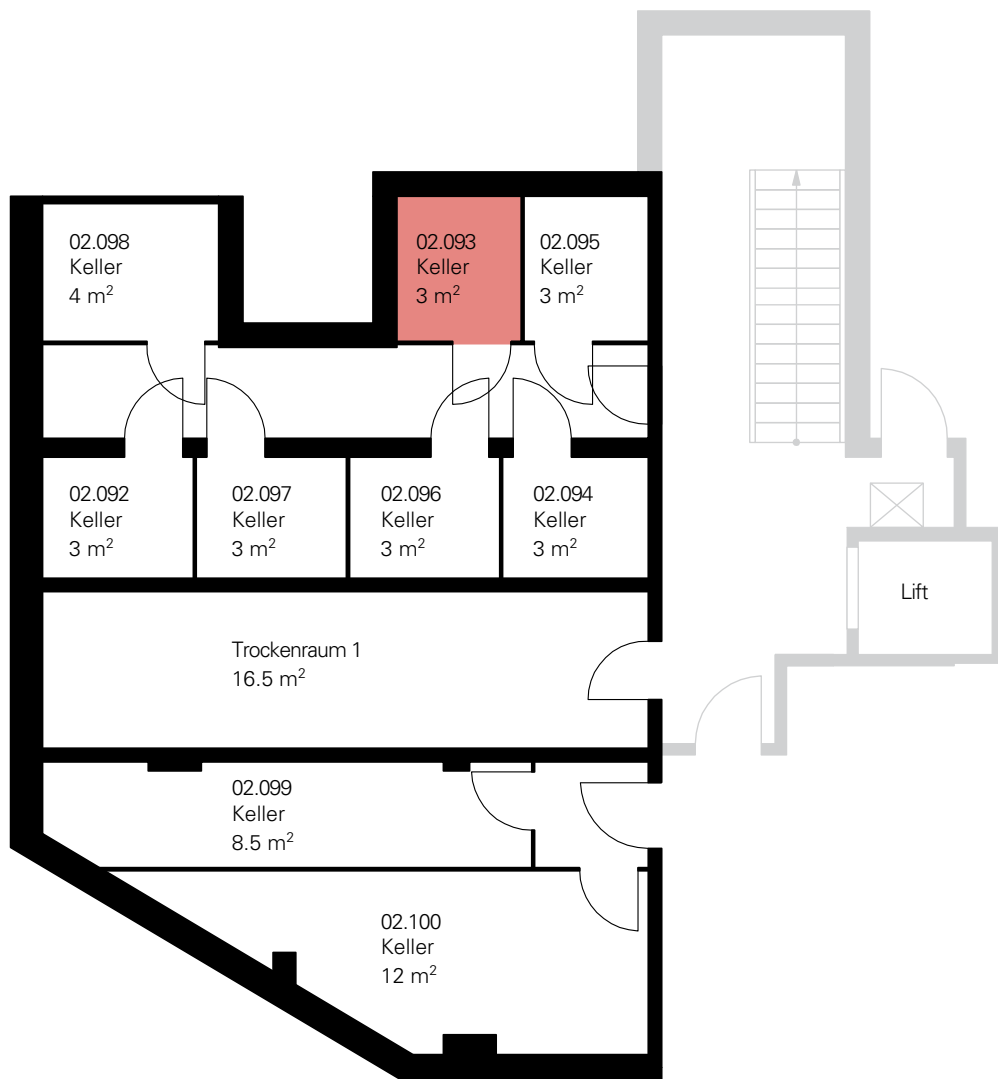 02.098
Keller
4 m²
02.093
Keller
3 m²
02.095
Keller
3 m²
02.092
Keller
3 m²
02.097
Keller
3 m²
02.096
Keller
3 m²
02.094
Keller
3 m²
Lift
Trockenraum 1
16.5 m²
02.099
Keller
8.5 m²
02.100
Keller
12 m²